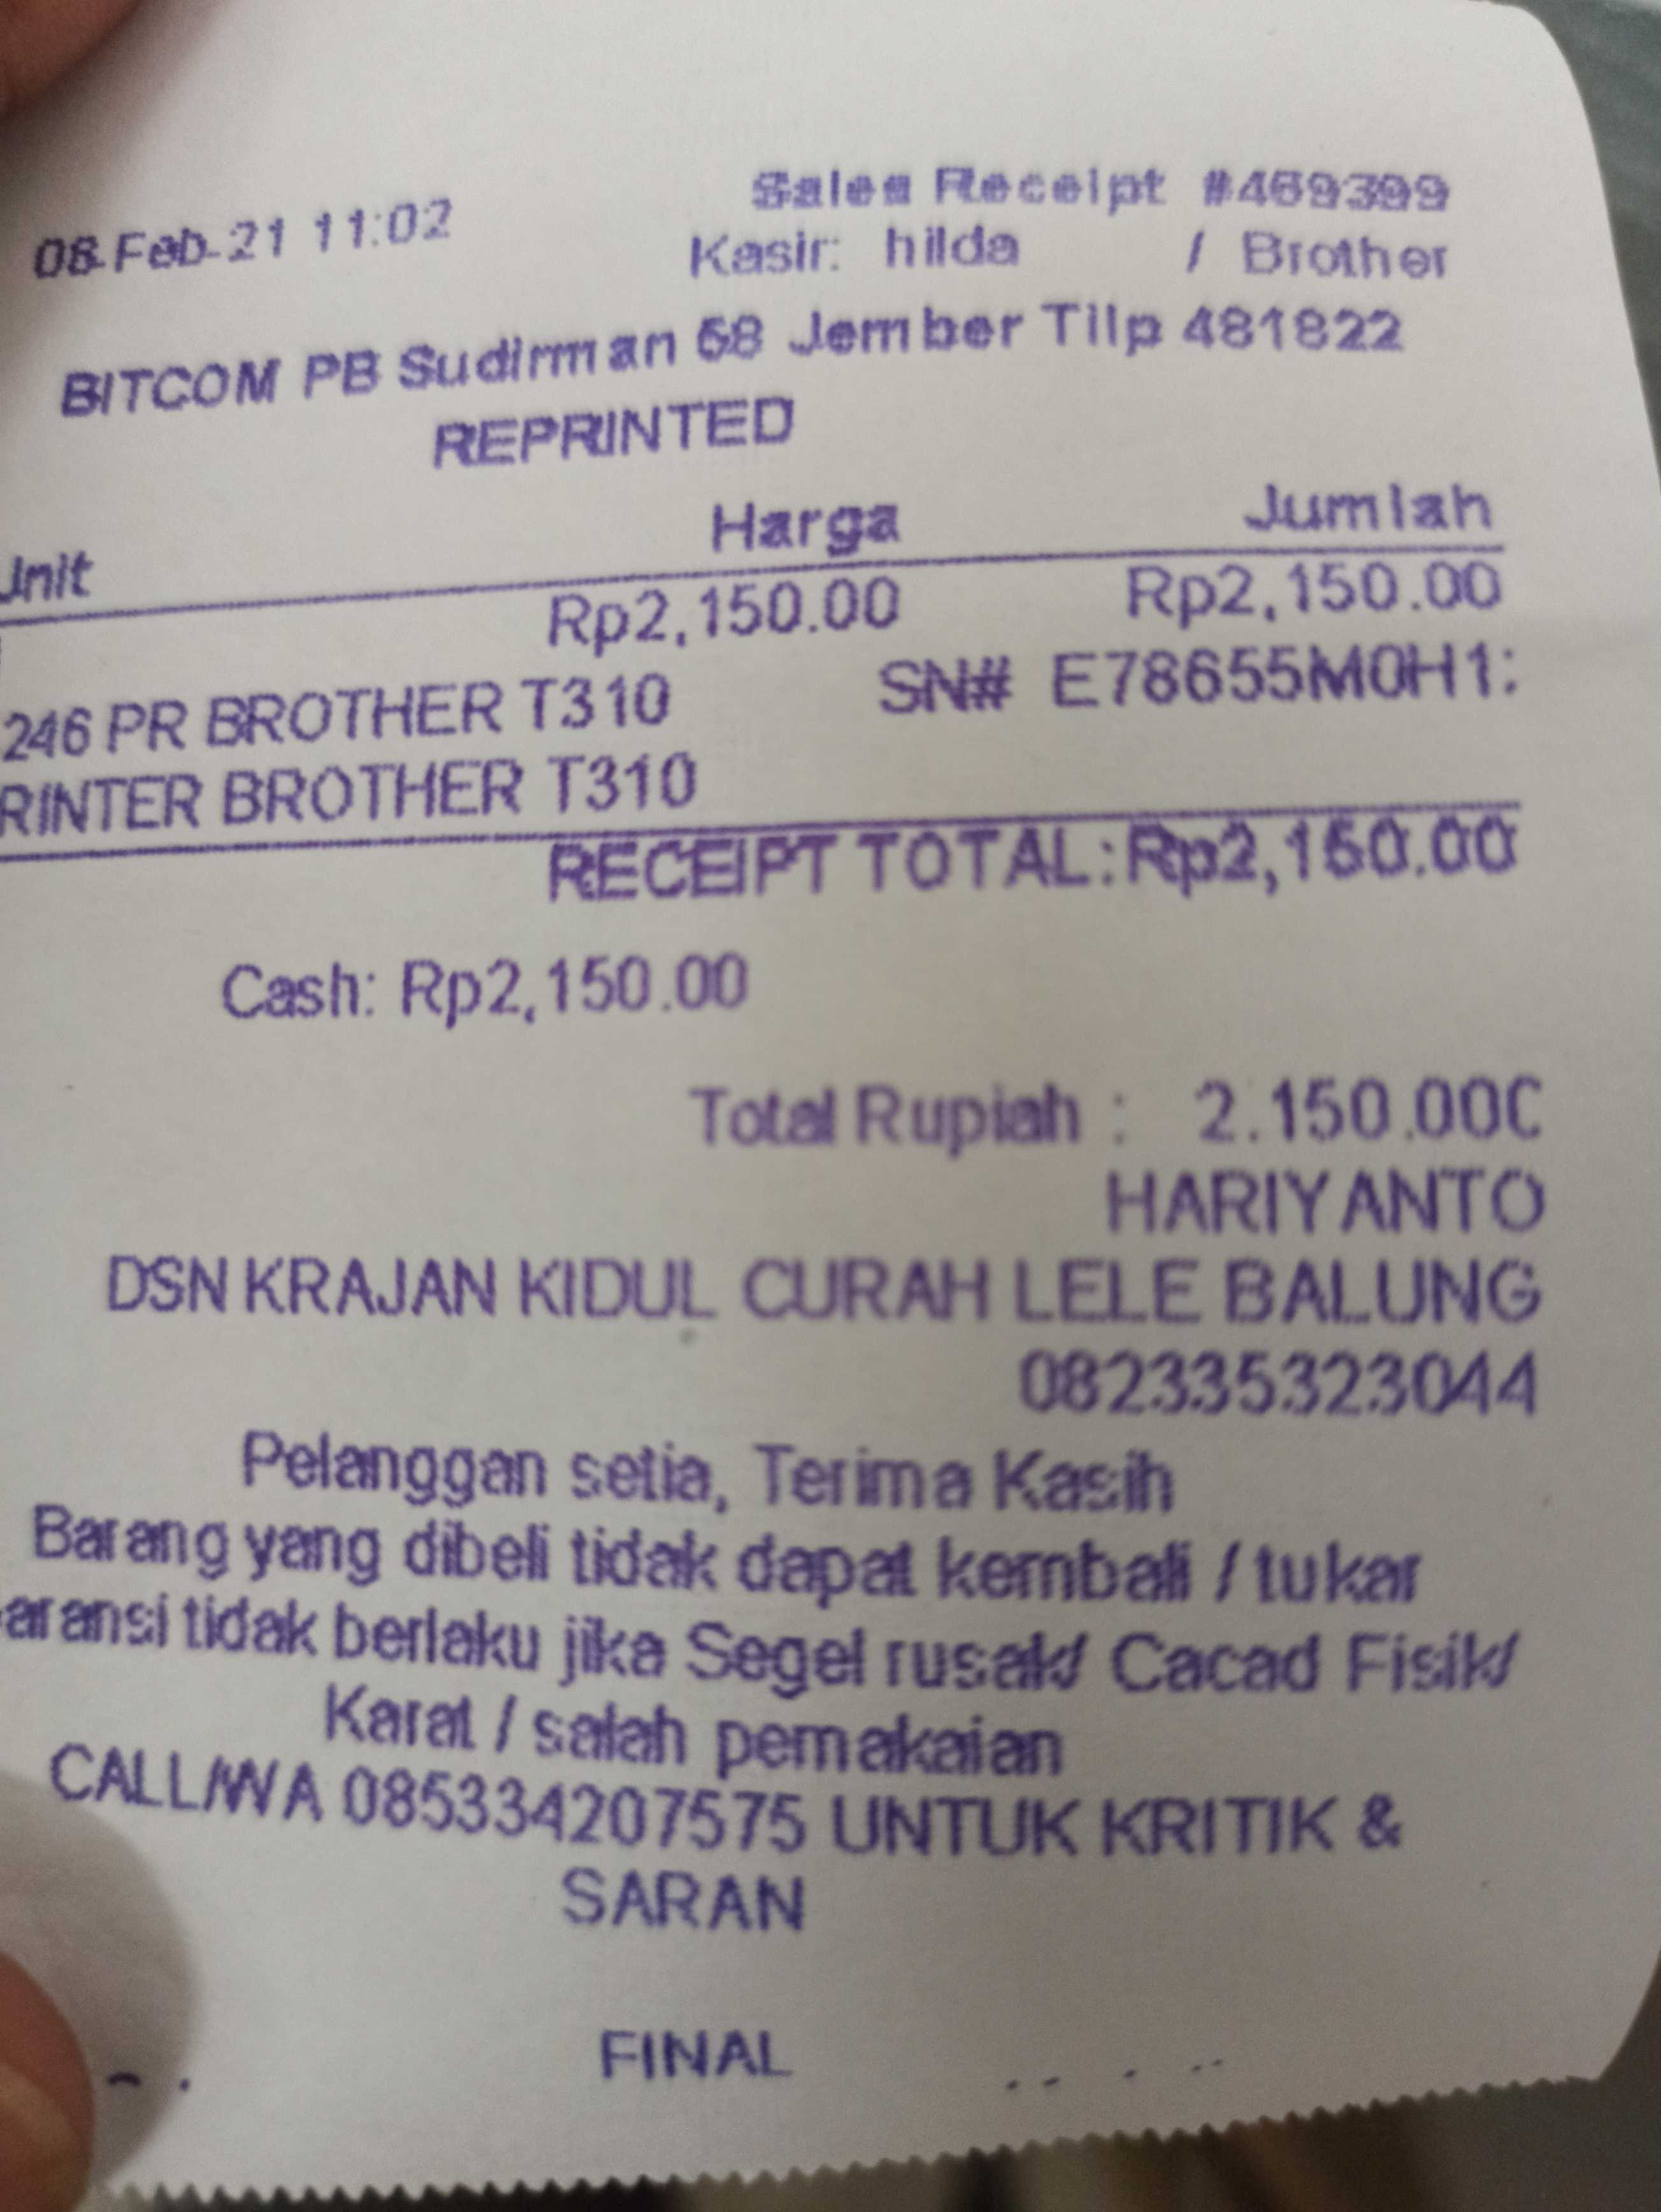 08-Feb-21 11:02 Sales Receipt #469399
Kasir: hilda / Brother
BITCOM PB Sudirman 68 Jember Tilp 481822
REPRINTED
Unit Harga Jumlah
Rp2,150.00 Rp2,150.00
246 PR BROTHER T310 SN# E78655M0H1:
RINTER BROTHER T310
RECEIPT TOTAL: Rp2,150.00
Cash: Rp2,150.00
Total Rupiah : 2.150.000
HARIYANTO
DSN KRAJAN KIDUL CURAH LELE BALUNG
082335323044
Pelanggan setia, Terima Kasih
Barang yang dibeli tidak dapat kembali / tukar
aransi tidak berlaku jika Segel rusak/ Cacad Fisik/
Karat / salah pemakaian
CALL/WA 085334207575 UNTUK KRITIK &
SARAN
FINAL